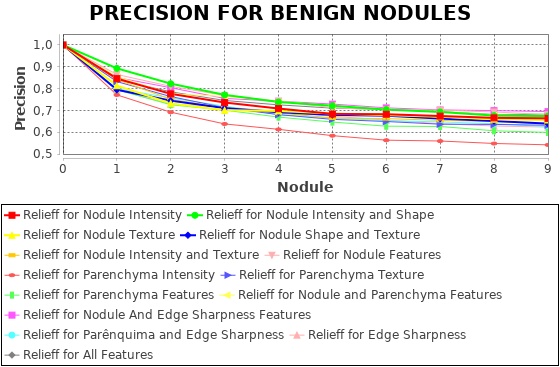 PRECISION FOR BENIGN NODULES
1,0
0,9
0,8
0,7
0,6
0,5
Precision
0 1 2 3 4 5 6 7 8 9
Nodule
Relieff for Nodule Intensity Relieff for Nodule Intensity and Shape
Relieff for Nodule Texture Relieff for Nodule Shape and Texture
Relieff for Nodule Intensity and Texture Relieff for Nodule Features
Relieff for Parenchyma Intensity Relieff for Parenchyma Texture
Relieff for Parenchyma Features Relieff for Nodule and Parenchyma Features
Relieff for Nodule And Edge Sharpness Features
Relieff for Parênquima and Edge Sharpness Relieff for Edge Sharpness
Relieff for All Features